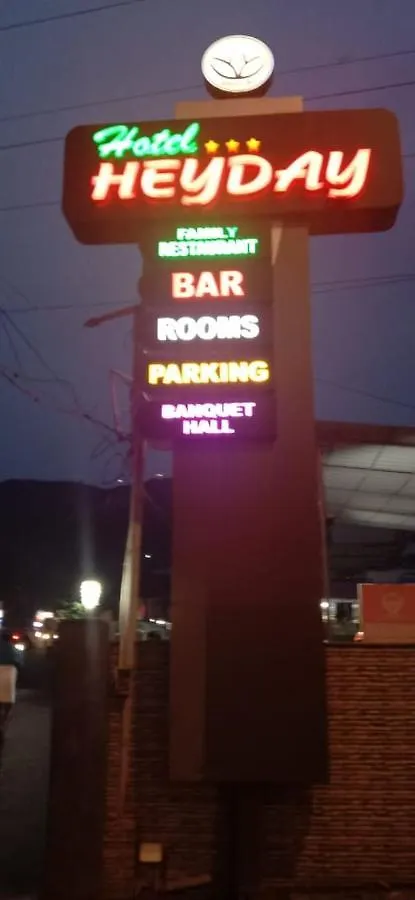 Hotel
HEYDAY
FAMILY
RESTAURANT
BAR
ROOMS
PARKING
BANQUET
HALL